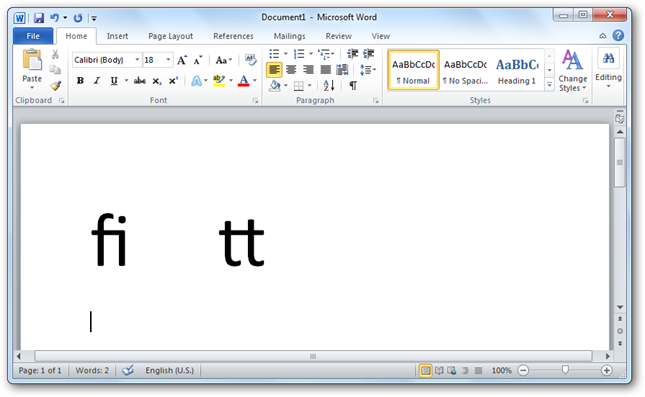 Document1 - Microsoft Word
File Home Insert Page Layout References Mailings Review View
Calibri (Body) 18 A A Aa
Paste B I U abc x₂ x² A ab A
AaBbCcDc AaBbCcDc AaBbCc
¶ Normal ¶ No Spaci... Heading 1
Change Styles Editing
Clipboard Font Paragraph Styles
fi tt
Page: 1 of 1 Words: 2 English (U.S.) 100%